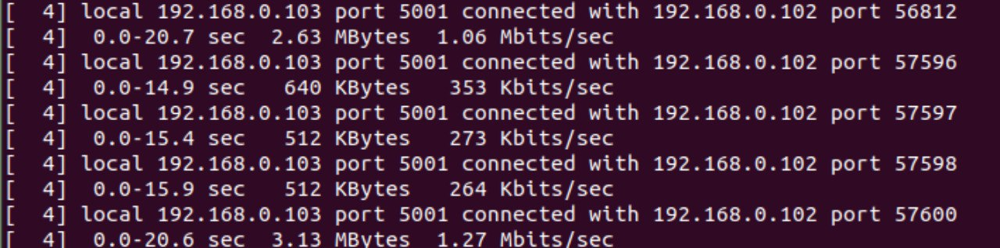 [  4] local 192.168.0.103 port 5001 connected with 192.168.0.102 port 56812
[  4]  0.0-20.7 sec  2.63 MBytes  1.06 Mbits/sec
[  4] local 192.168.0.103 port 5001 connected with 192.168.0.102 port 57596
[  4]  0.0-14.9 sec   640 KBytes   353 Kbits/sec
[  4] local 192.168.0.103 port 5001 connected with 192.168.0.102 port 57597
[  4]  0.0-15.4 sec   512 KBytes   273 Kbits/sec
[  4] local 192.168.0.103 port 5001 connected with 192.168.0.102 port 57598
[  4]  0.0-15.9 sec   512 KBytes   264 Kbits/sec
[  4] local 192.168.0.103 port 5001 connected with 192.168.0.102 port 57600
[  4]  0.0-20.6 sec  3.13 MBytes  1.27 Mbits/sec